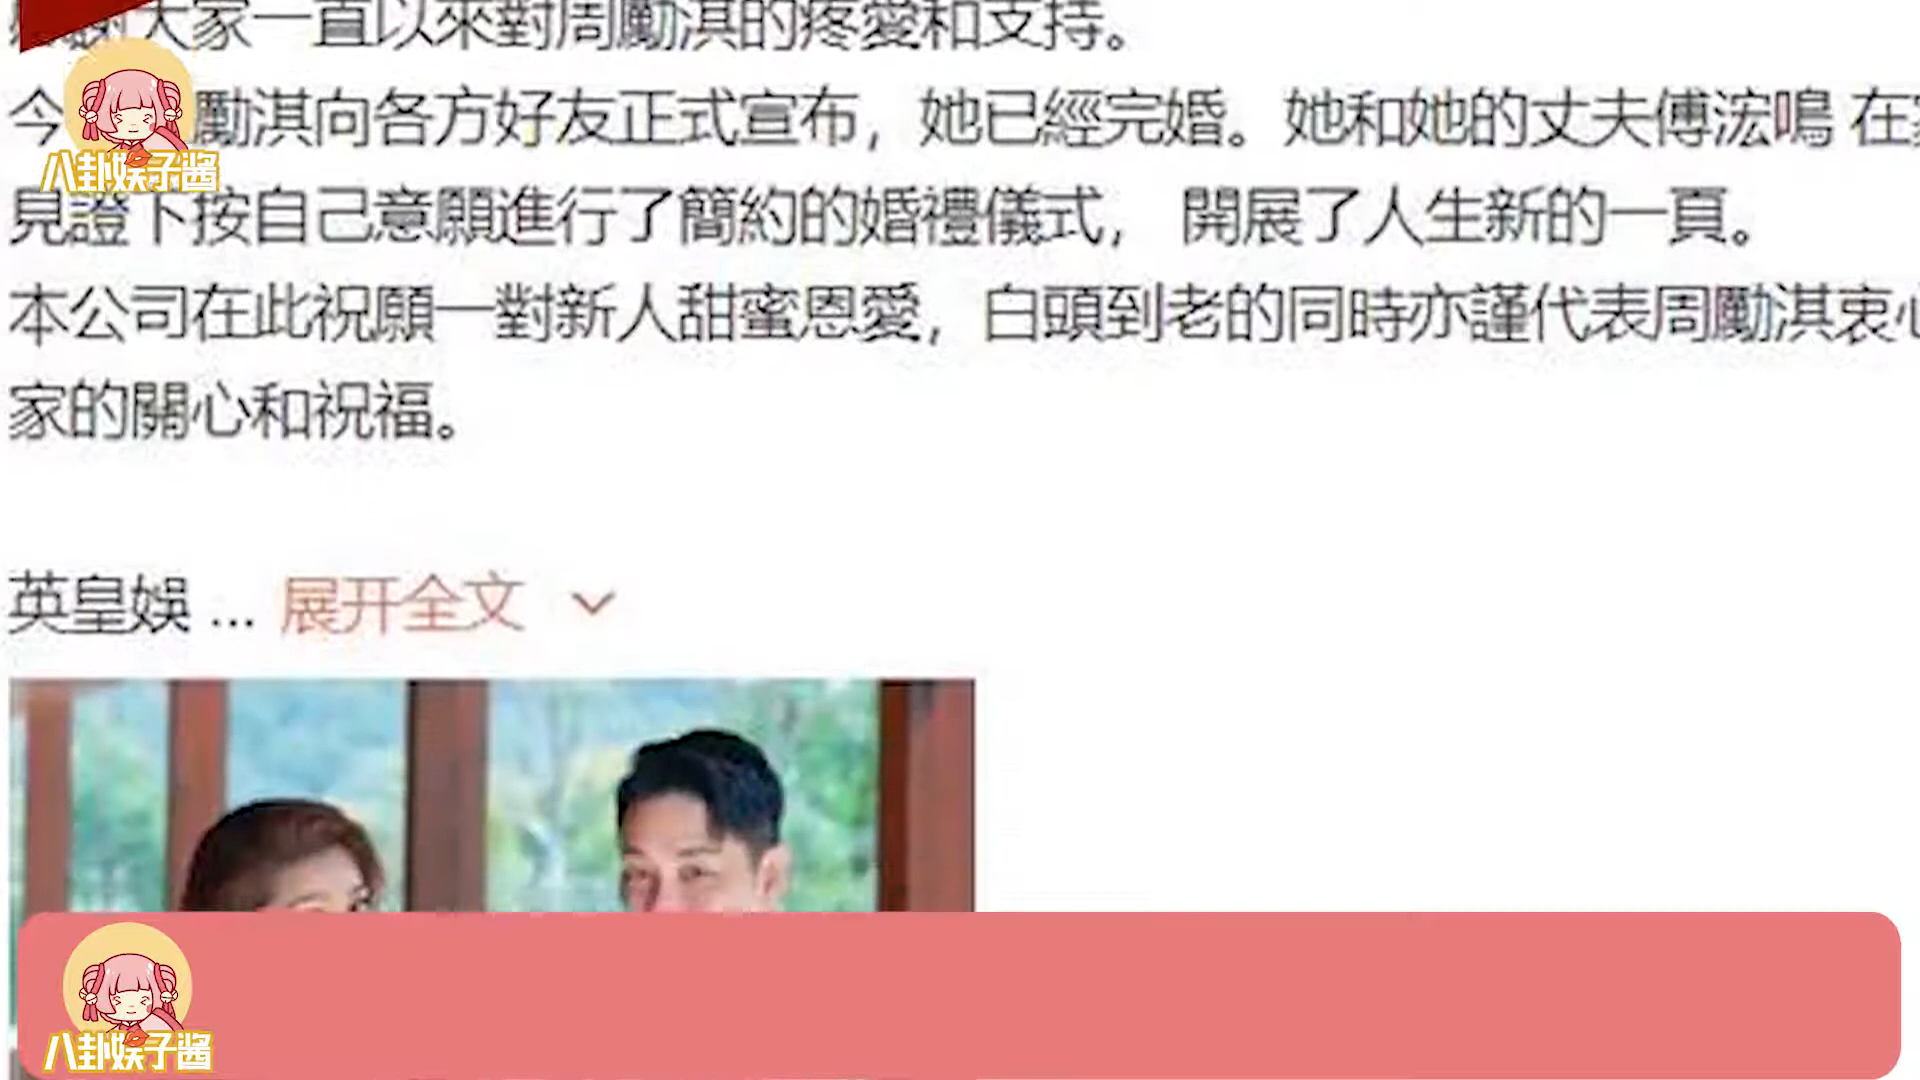 大家一直以來對周勵淇的疼愛和支持。
今 勵淇向各方好友正式宣布，她已經完婚。她和她的丈夫傅浤鳴 在
八卦娱子酱
見證下按自己意願進行了簡約的婚禮儀式， 開展了人生新的一頁。
本公司在此祝願一對新人甜蜜恩愛，白頭到老的同時亦謹代表周勵淇衷心
家的關心和祝福。
英皇娛 ... 展开全文
八卦娱子酱